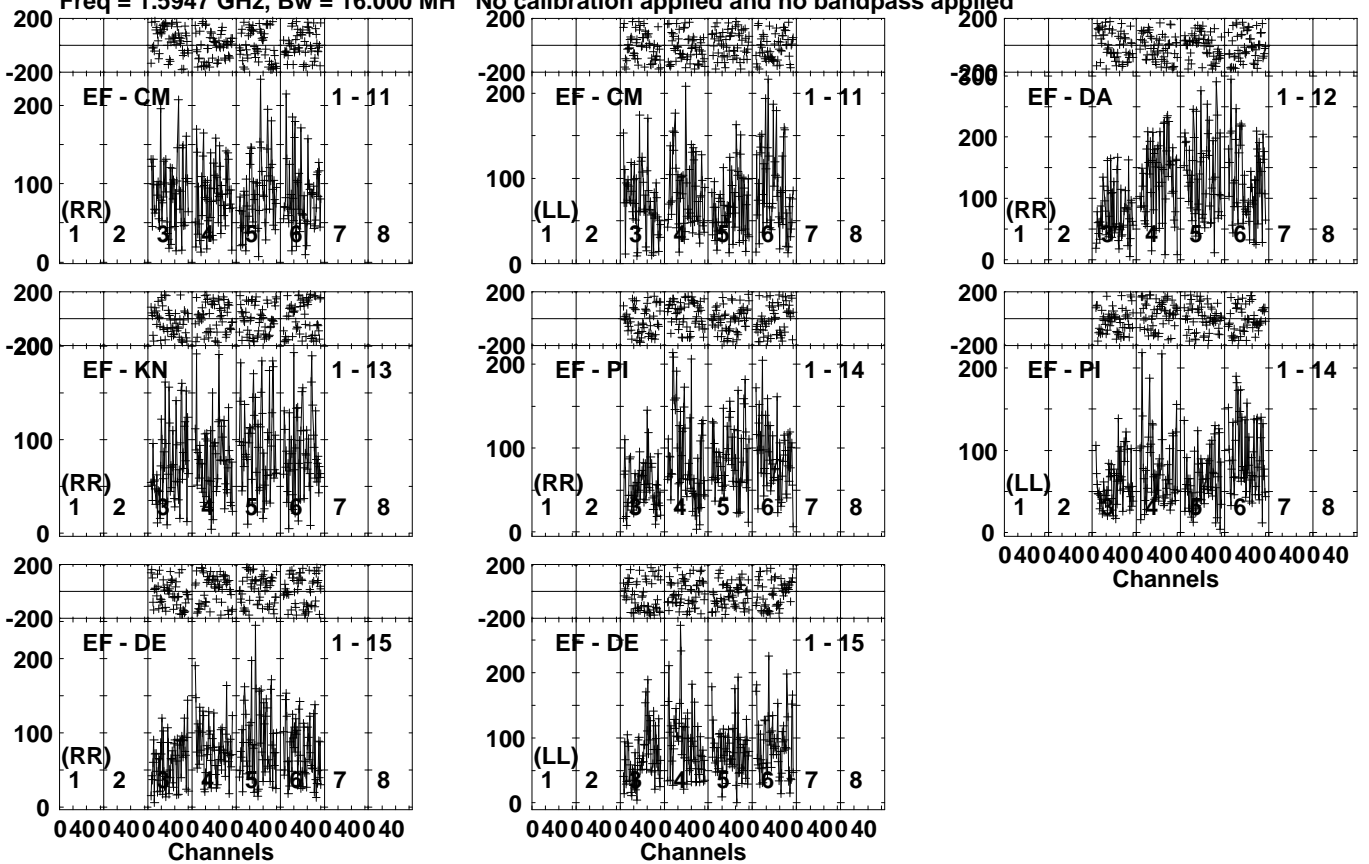 Freq = 1.5947 GHz, Bw = 16.000 MH   No calibration applied and no bandpass applied
200 200 200
-200 -200 -200
300
200 EF - CM 1 - 11 200 EF - CM 1 - 11 EF - DA 1 - 12
200
100 100 100
(RR) (LL) (RR)
1 2 3 4 5 6 7 8 1 2 3 4 5 6 7 8 1 2 3 4 5 6 7 8
0 0 0
200 200 200
-200 -200 -200
200 EF - KN 1 - 13 200 EF - PI 1 - 14 200 EF - PI 1 - 14
100 100 100
(RR) (RR) (LL)
1 2 3 4 5 6 7 8 1 2 3 4 5 6 7 8 1 2 3 4 5 6 7 8
0 0 0
0 40 0 40 0 40 0 40 0 40 0 40 0 40 0 40
Channels
200 200
-200 -200
EF - DE 1 - 15 EF - DE 1 - 15
200 200
100 100
(RR) (LL)
1 2 3 4 5 6 7 8 1 2 3 4 5 6 7 8
0 0
0 40 0 40 0 40 0 40 0 40 0 40 0 40 0 40 0 40 0 40 0 40 0 40 0 40 0 40 0 40 0 40
Channels Channels